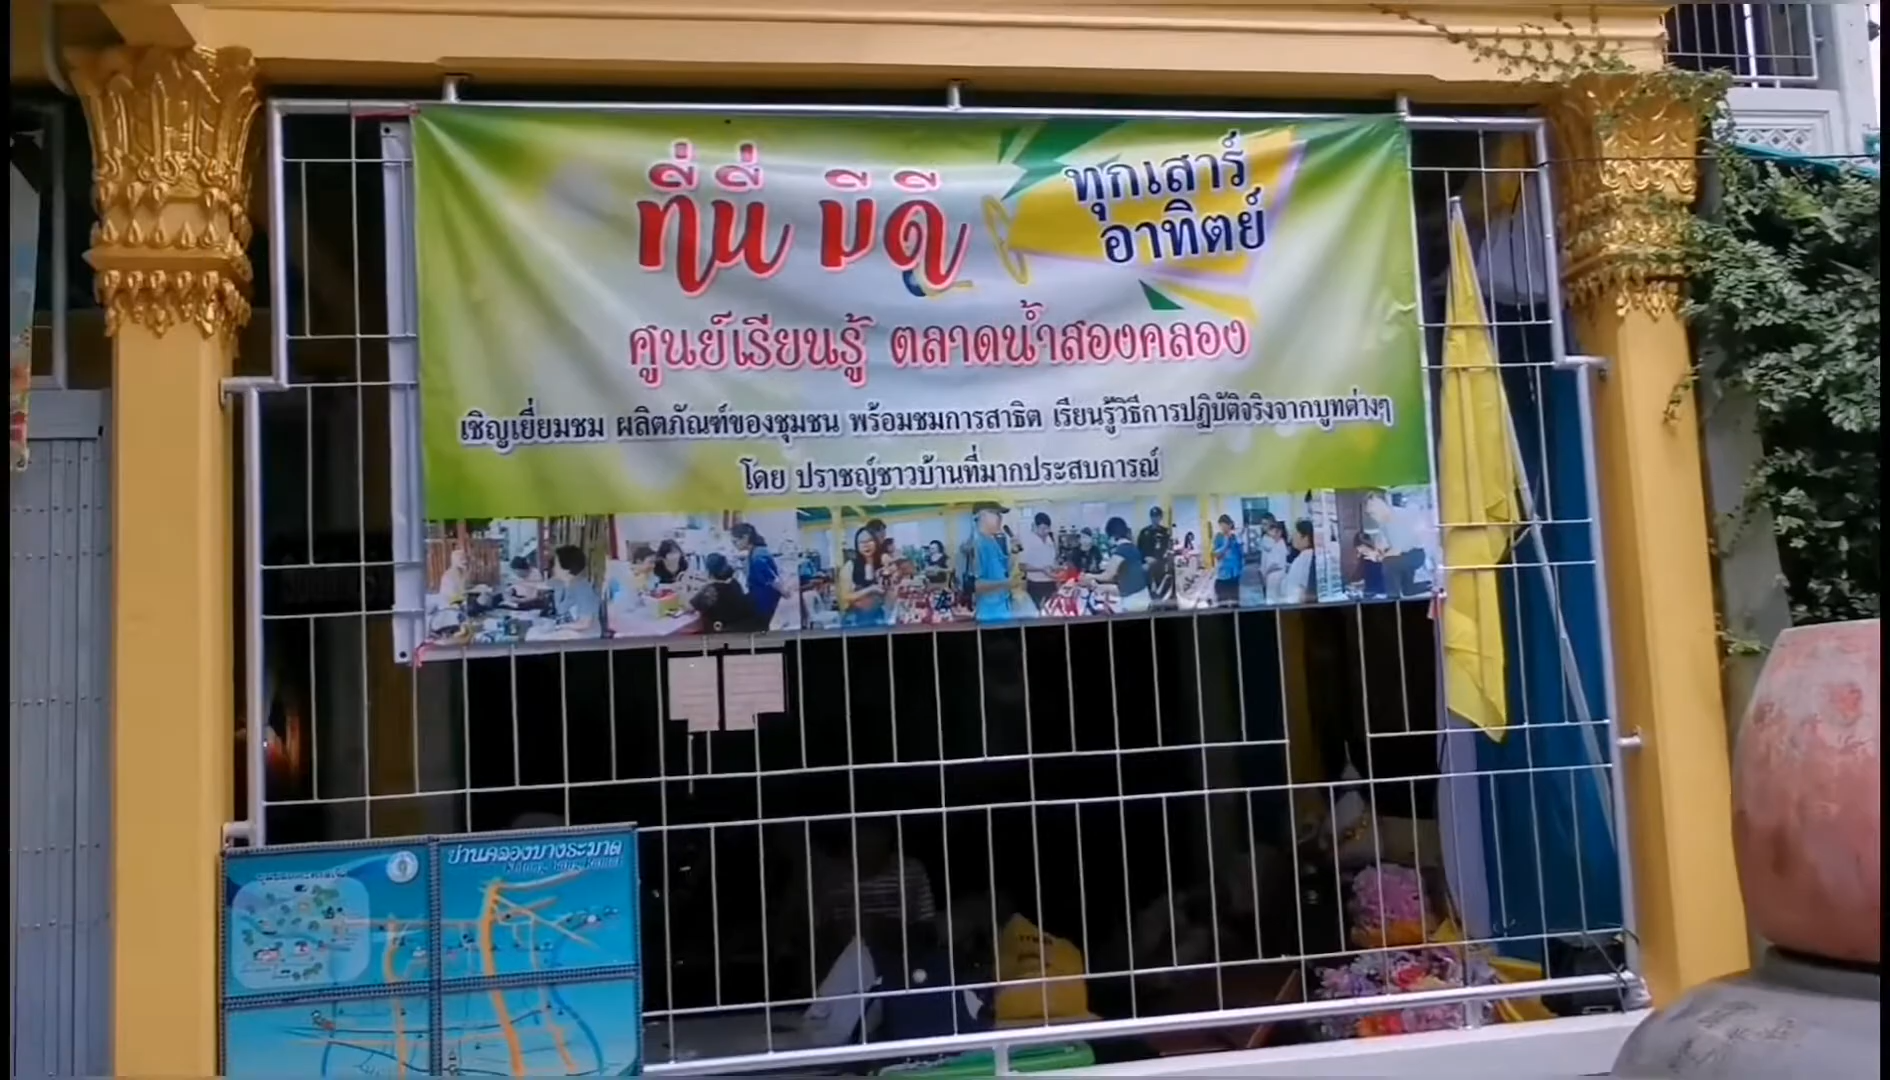 ที่นี่ มีดี
ทุกเสาร์
อาทิตย์
ศูนย์เรียนรู้ ตลาดน้ำสองคลอง
เชิญเยี่ยมชม ผลิตภัณฑ์ของชุมชน พร้อมชมการสาธิต เรียนรู้วิธีการปฏิบัติจริงจากบูทต่างๆ
โดย ปราชญ์ชาวบ้านที่มากประสบการณ์
ย่านคลองบางระมาด
Khlong Bang Ramat